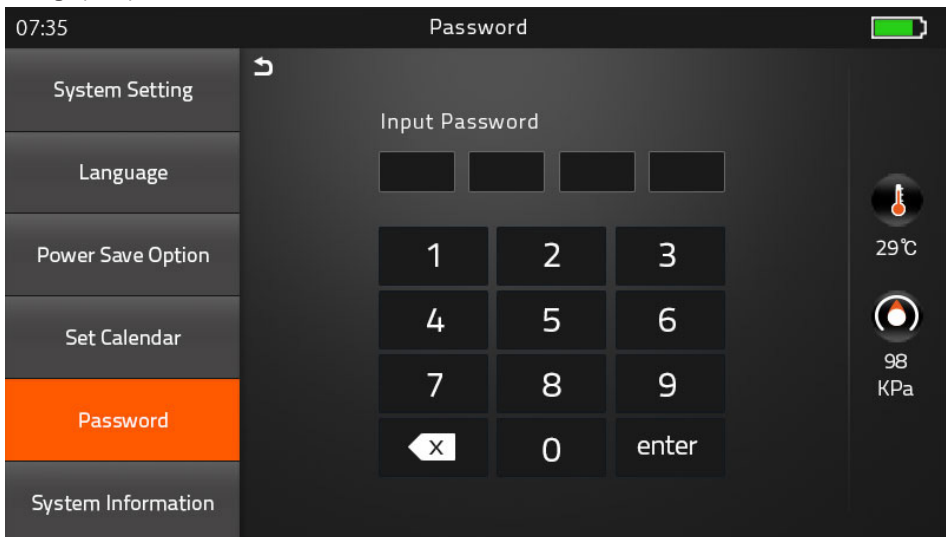 07:35
Password
System Setting
Language
Power Save Option
Set Calendar
Password
System Information
Input Password
1 2 3
4 5 6
7 8 9
X 0 enter
29℃
98
KPa